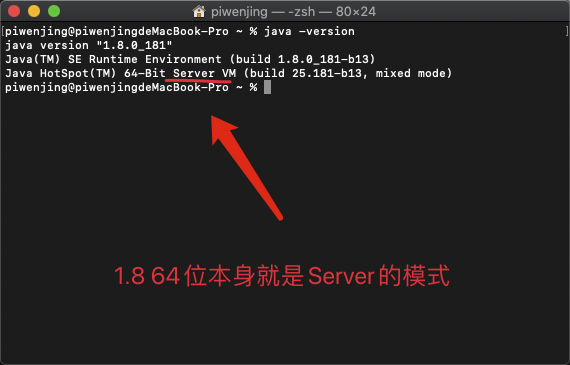 piwenjing — -zsh — 80×24
[piwenjing@piwenjingdeMacBook-Pro ~ % java -version ]
java version "1.8.0_181"
Java(TM) SE Runtime Environment (build 1.8.0_181-b13)
Java HotSpot(TM) 64-Bit Server VM (build 25.181-b13, mixed mode)
piwenjing@piwenjingdeMacBook-Pro ~ %
1.8 64位本身就是Server的模式